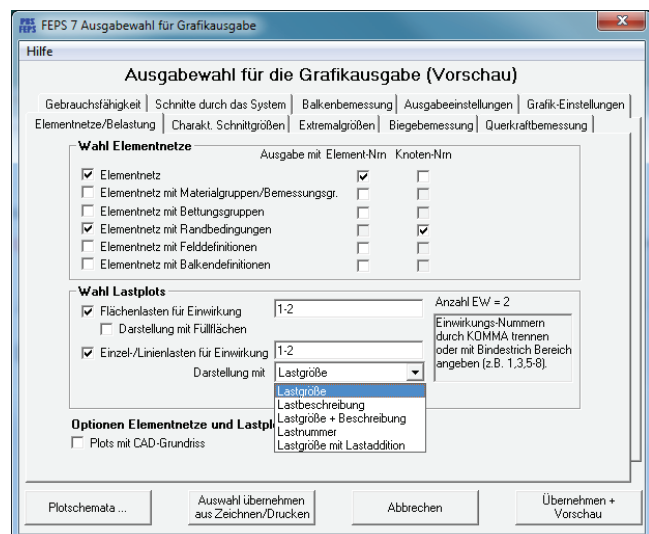 PBS FEPS FEPS 7 Ausgabewahl für Grafikausgabe X
Hilfe
Ausgabewahl für die Grafikausgabe (Vorschau)
Gebrauchsfähigkeit Schnitte durch das System Balkenbemessung Ausgabeeinstellungen Grafik-Einstellungen
Elementnetze/Belastung Charakt. Schnittgrößen Extremalgrößen Biegebemessung Querkraftbemessung
Wahl Elementnetze
Ausgabe mit Element-Nrn Knoten-Nrn
Elementnetz
Elementnetz mit Materialgruppen/Bemessungsgr.
Elementnetz mit Bettungsgruppen
Elementnetz mit Randbedingungen
Elementnetz mit Felddefinitionen
Elementnetz mit Balkendefinitionen
Wahl Lastplots
Flächenlasten für Einwirkung 1-2
Darstellung mit Füllflächen
Einzel-/Linienlasten für Einwirkung 1-2
Darstellung mit Lastgröße
Lastgröße
Lastbeschreibung
Lastgröße + Beschreibung
Lastnummer
Lastgröße mit Lastaddition
Anzahl EW = 2
Einwirkungs-Nummern
durch KOMMA trennen
oder mit Bindestrich Bereich
angeben (z.B. 1,3,5-8).
Optionen Elementnetze und Lastpl
Plots mit CAD-Grundriss
Plotschemata ...
Auswahl übernehmen
aus Zeichnen/Drucken
Abbrechen
Übernehmen +
Vorschau